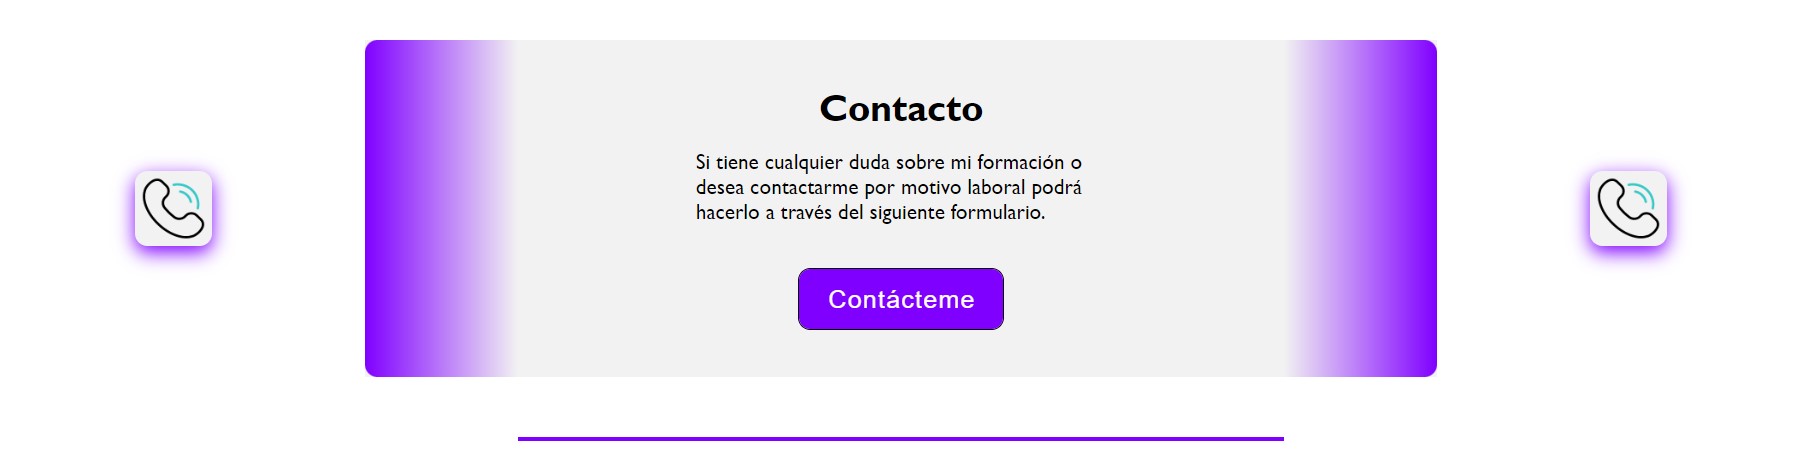 Contacto
Si tiene cualquier duda sobre mi formación o
desea contactarme por motivo laboral podrá
hacerlo a través del siguiente formulario.
Contácteme